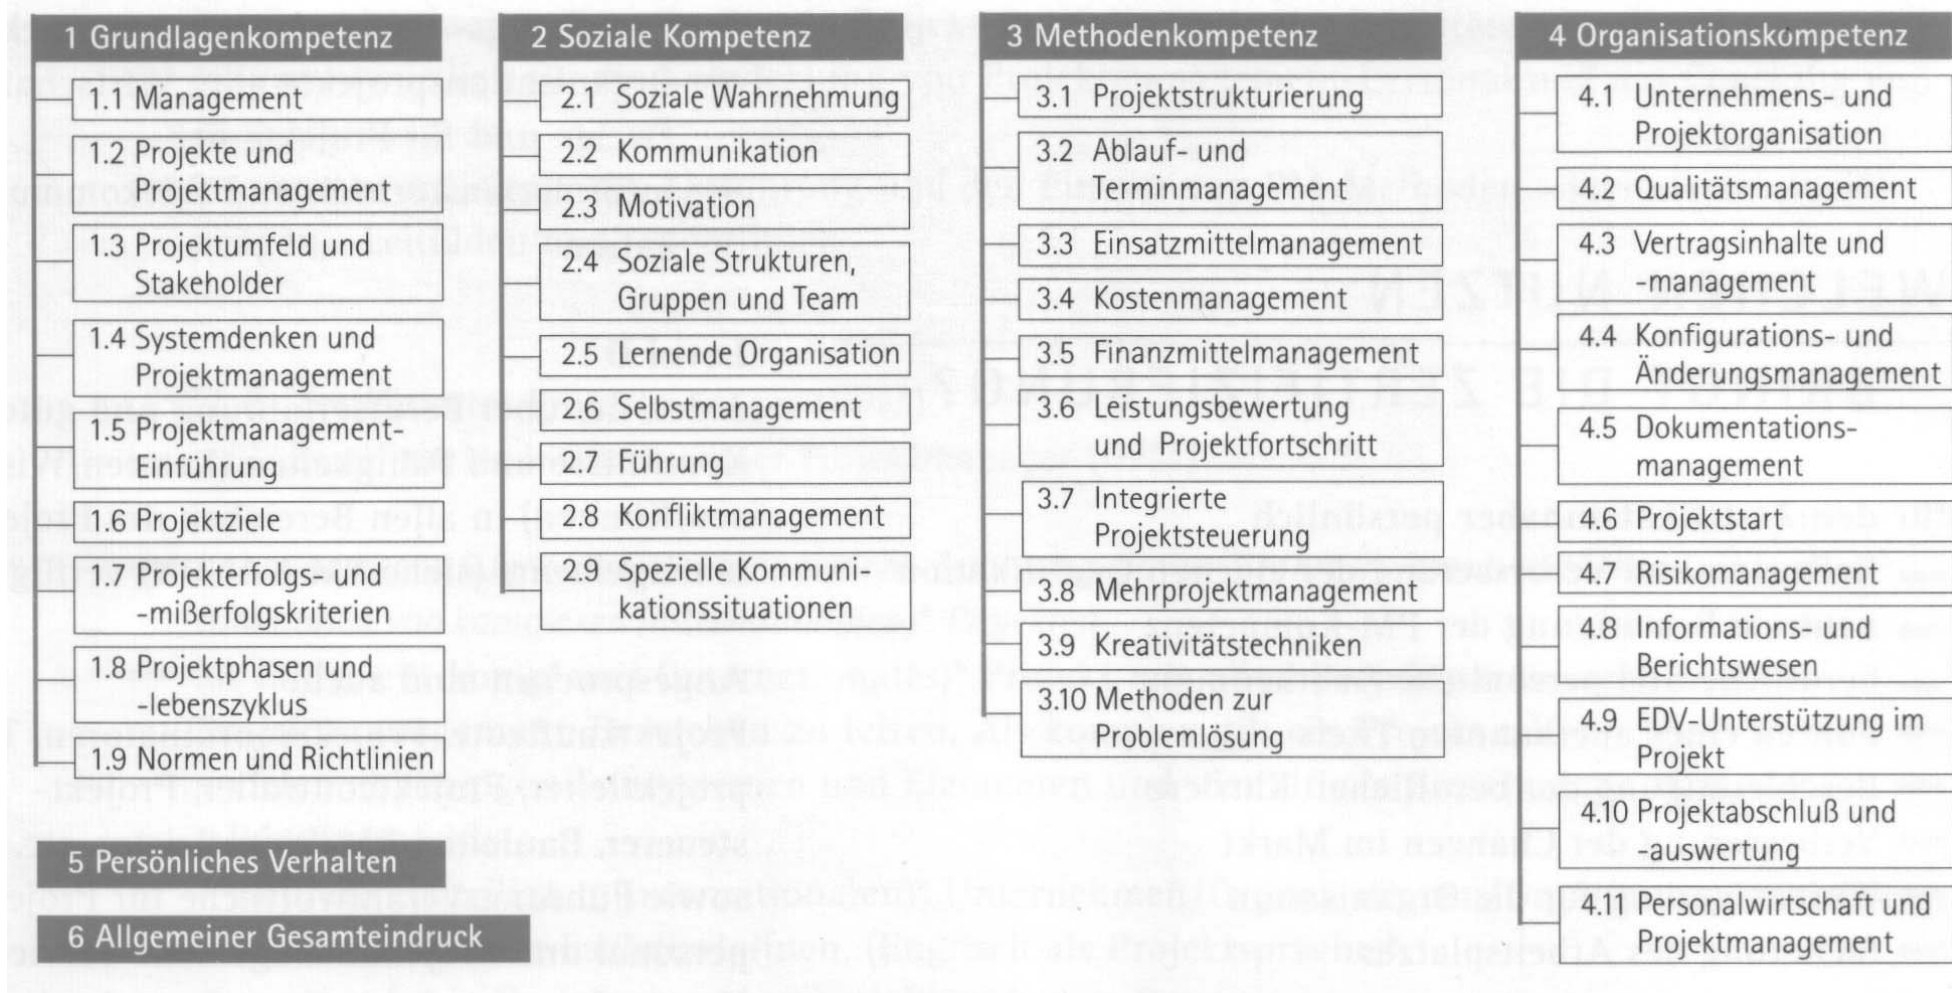 1 Grundlagenkompetenz
1.1 Management
1.2 Projekte und
Projektmanagement
1.3 Projektumfeld und
Stakeholder
1.4 Systemdenken und
Projektmanagement
1.5 Projektmanagement-
Einführung
1.6 Projektziele
1.7 Projekterfolgs- und
-mißerfolgskriterien
1.8 Projektphasen und
-lebenszyklus
1.9 Normen und Richtlinien
2 Soziale Kompetenz
2.1 Soziale Wahrnehmung
2.2 Kommunikation
2.3 Motivation
2.4 Soziale Strukturen,
Gruppen und Team
2.5 Lernende Organisation
2.6 Selbstmanagement
2.7 Führung
2.8 Konfliktmanagement
2.9 Spezielle Kommuni-
kationssituationen
3 Methodenkompetenz
3.1 Projektstrukturierung
3.2 Ablauf- und
Terminmanagement
3.3 Einsatzmittelmanagement
3.4 Kostenmanagement
3.5 Finanzmittelmanagement
3.6 Leistungsbewertung
und Projektfortschritt
3.7 Integrierte
Projektsteuerung
3.8 Mehrprojektmanagement
3.9 Kreativitätstechniken
3.10 Methoden zur
Problemlösung
4 Organisationskompetenz
4.1 Unternehmens- und
Projektorganisation
4.2 Qualitätsmanagement
4.3 Vertragsinhalte und
-management
4.4 Konfigurations- und
Änderungsmanagement
4.5 Dokumentations-
management
4.6 Projektstart
4.7 Risikomanagement
4.8 Informations- und
Berichtswesen
4.9 EDV-Unterstützung im
Projekt
4.10 Projektabschluß und
-auswertung
4.11 Personalwirtschaft und
Projektmanagement
5 Persönliches Verhalten
6 Allgemeiner Gesamteindruck